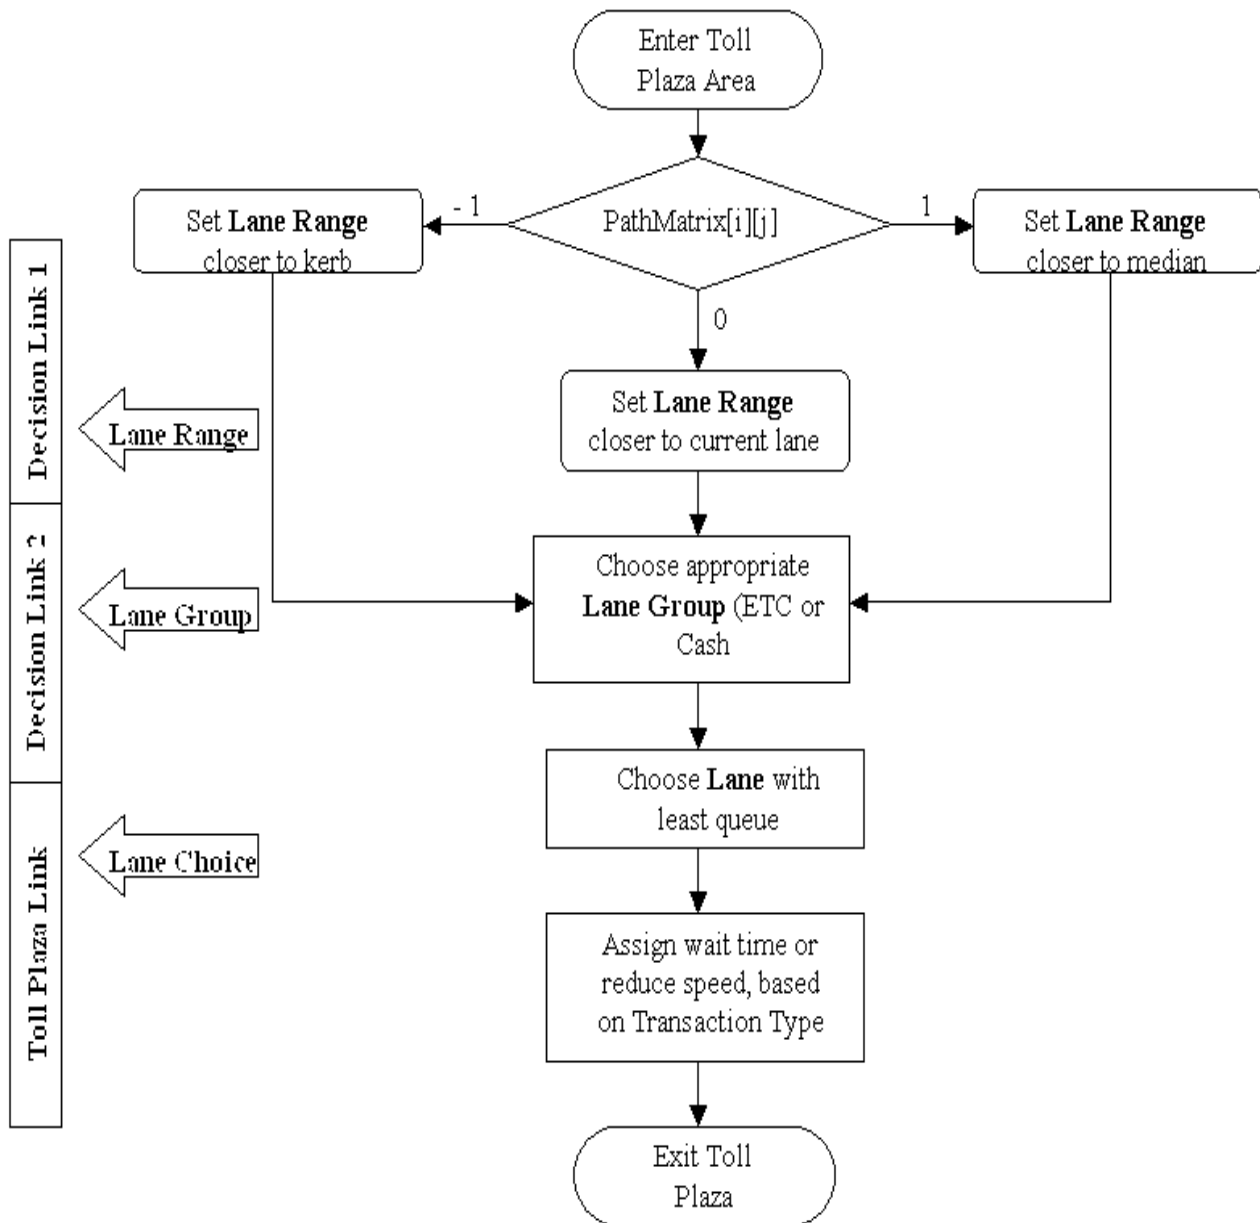 Enter Toll
Plaza Area
PathMatrix[i][j]
- 1
1
0
Set Lane Range
closer to kerb
Set Lane Range
closer to median
Set Lane Range
closer to current lane
Choose appropriate
Lane Group (ETC or
Cash
Choose Lane with
least queue
Assign wait time or
reduce speed, based
on Transaction Type
Exit Toll
Plaza
Decision Link 1
Lane Range
Decision Link 2
Lane Group
Toll Plaza Link
Lane Choice